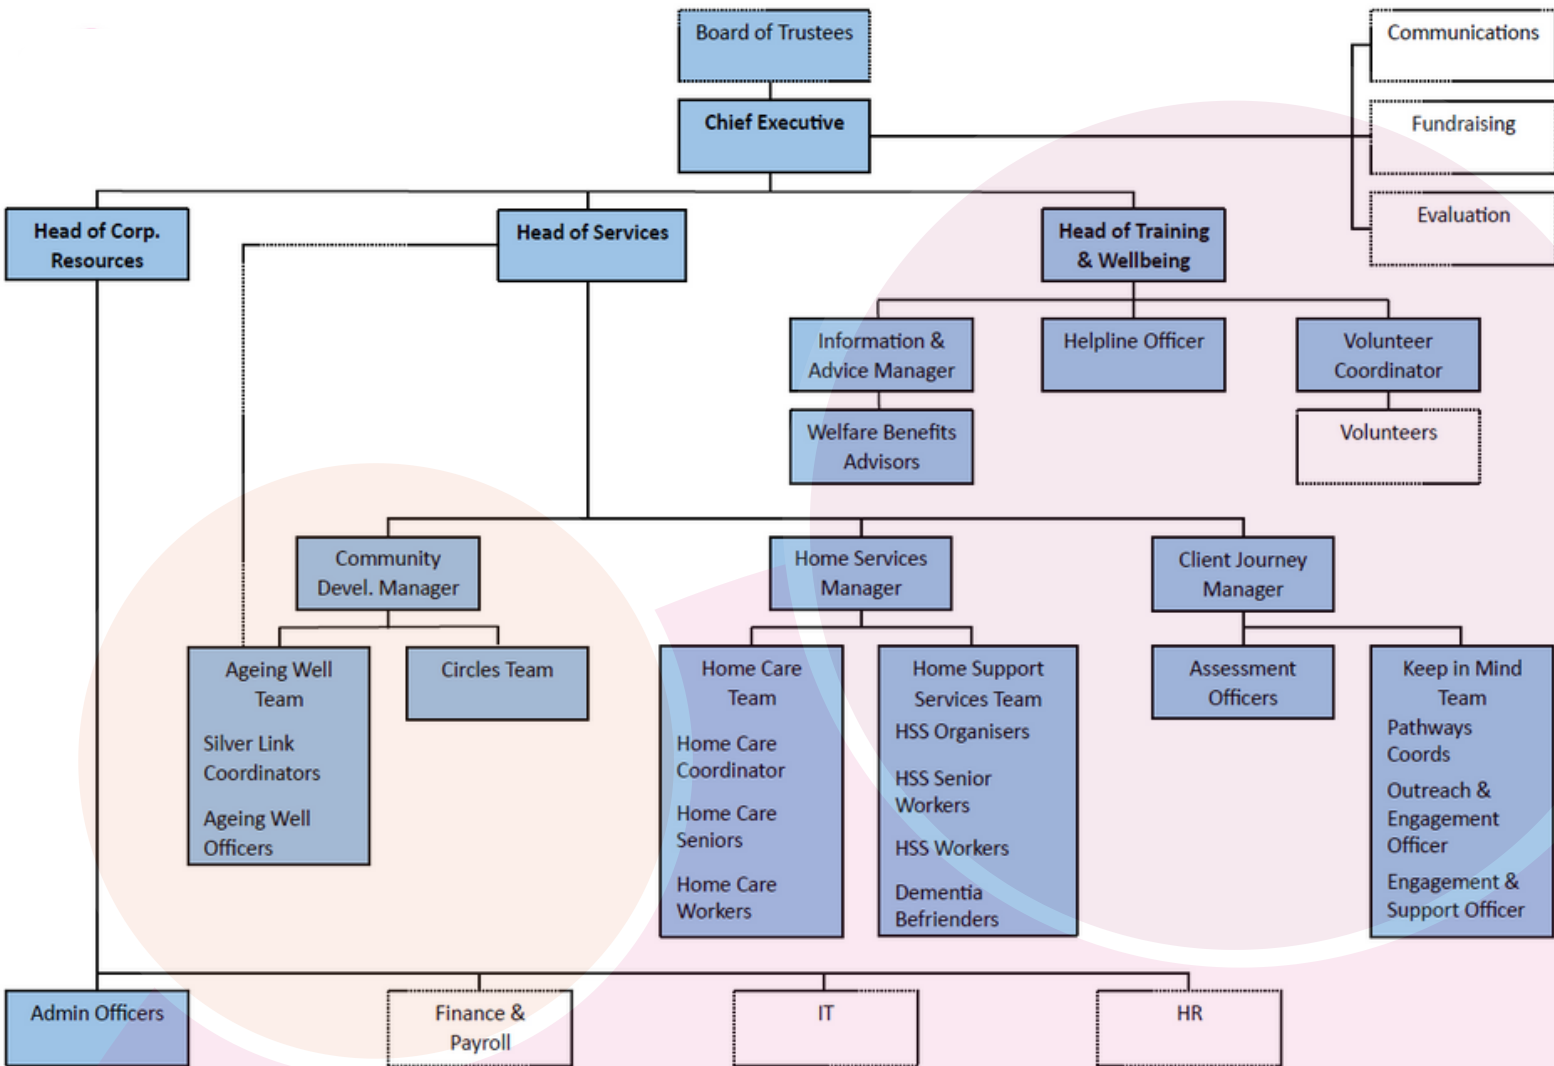 Board of Trustees
Communications
Chief Executive
Fundraising
Evaluation
Head of Corp.
Resources
Head of Services
Head of Training
& Wellbeing
Information &
Advice Manager
Helpline Officer
Volunteer
Coordinator
Welfare Benefits
Advisors
Volunteers
Community
Devel. Manager
Home Services
Manager
Client Journey
Manager
Ageing Well
Team
Silver Link
Coordinators
Ageing Well
Officers
Circles Team
Home Care
Team
Home Care
Coordinator
Home Care
Seniors
Home Care
Workers
Home Support
Services Team
HSS Organisers
HSS Senior
Workers
HSS Workers
Dementia
Befrienders
Assessment
Officers
Keep in Mind
Team
Pathways
Coords
Outreach &
Engagement
Officer
Engagement &
Support Officer
Admin Officers
Finance &
Payroll
IT
HR